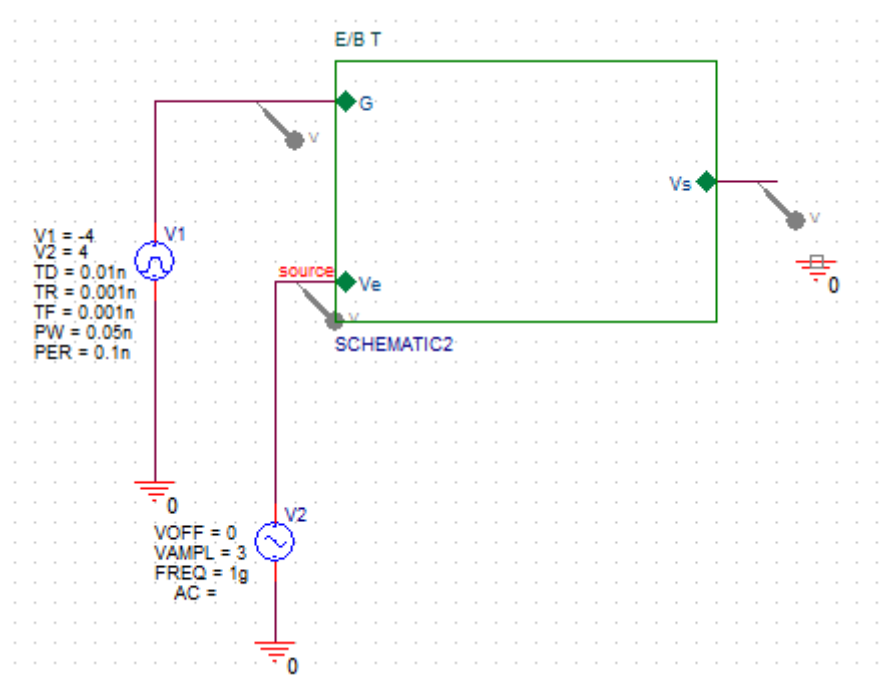 E/B T
G
V
Vs
V
V1
V1 = -4
V2 = 4
TD = 0.01n
TR = 0.001n
TF = 0.001n
PW = 0.05n
PER = 0.1n
source
Ve
V
0
SCHEMATIC2
0
V2
VOFF = 0
VAMPL = 3
FREQ = 1g
AC =
0